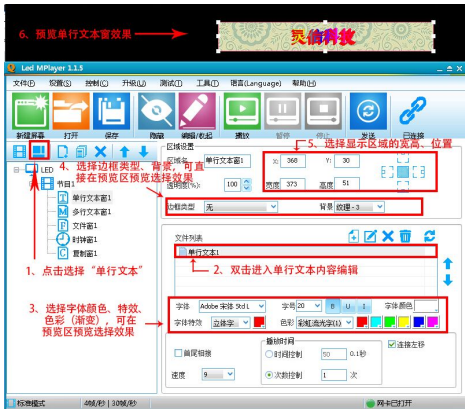 6、预览单行文本窗效果
灵信科技
Led MPlayer 1.1.5
文件(F) 设置(S) 控制(C) 升级(U) 测试(T) 工具(T) 语言(Language) 帮助(H)
新建屏幕 打开 保存 隐藏 编辑/收起 播放 暂停 停止 发送 已连接
5、选择显示区域的宽高、位置
区域设置
区域名 单行文本窗1 X: 368 Y: 30
4、选择边框类型、背景,可直
接在预览区预览选择效果
透明度(%): 100 宽度 373 高度 51
边框类型 无 背景 纹理-3
LED
节目1
单行文本窗1
多行文本窗1
文件窗1
时钟窗1
复制窗1
1、点击选择“单行文本”
文件列表
单行文本1
2、双击进入单行文本内容编辑
3、选择字体颜色、特效、
色彩(渐变),可在
预览区预览选择效果
字体 Adobe 宋体 Std L 字号 20 B U I 字体颜色
字体特效 立体字 色彩 彩虹流光字(1)
首尾相接
播放时间
时间控制 50 0.1秒
连接左移
速度 9 次数控制 1 次
标准模式 4帧/秒 | 30帧/秒 网卡已打开